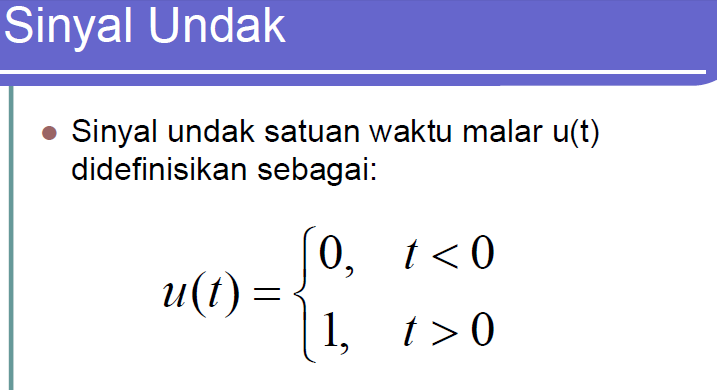 Sinyal Undak
Sinyal undak satuan waktu malar u(t)
didefinisikan sebagai:
u(t) = { 0, t < 0
1, t > 0